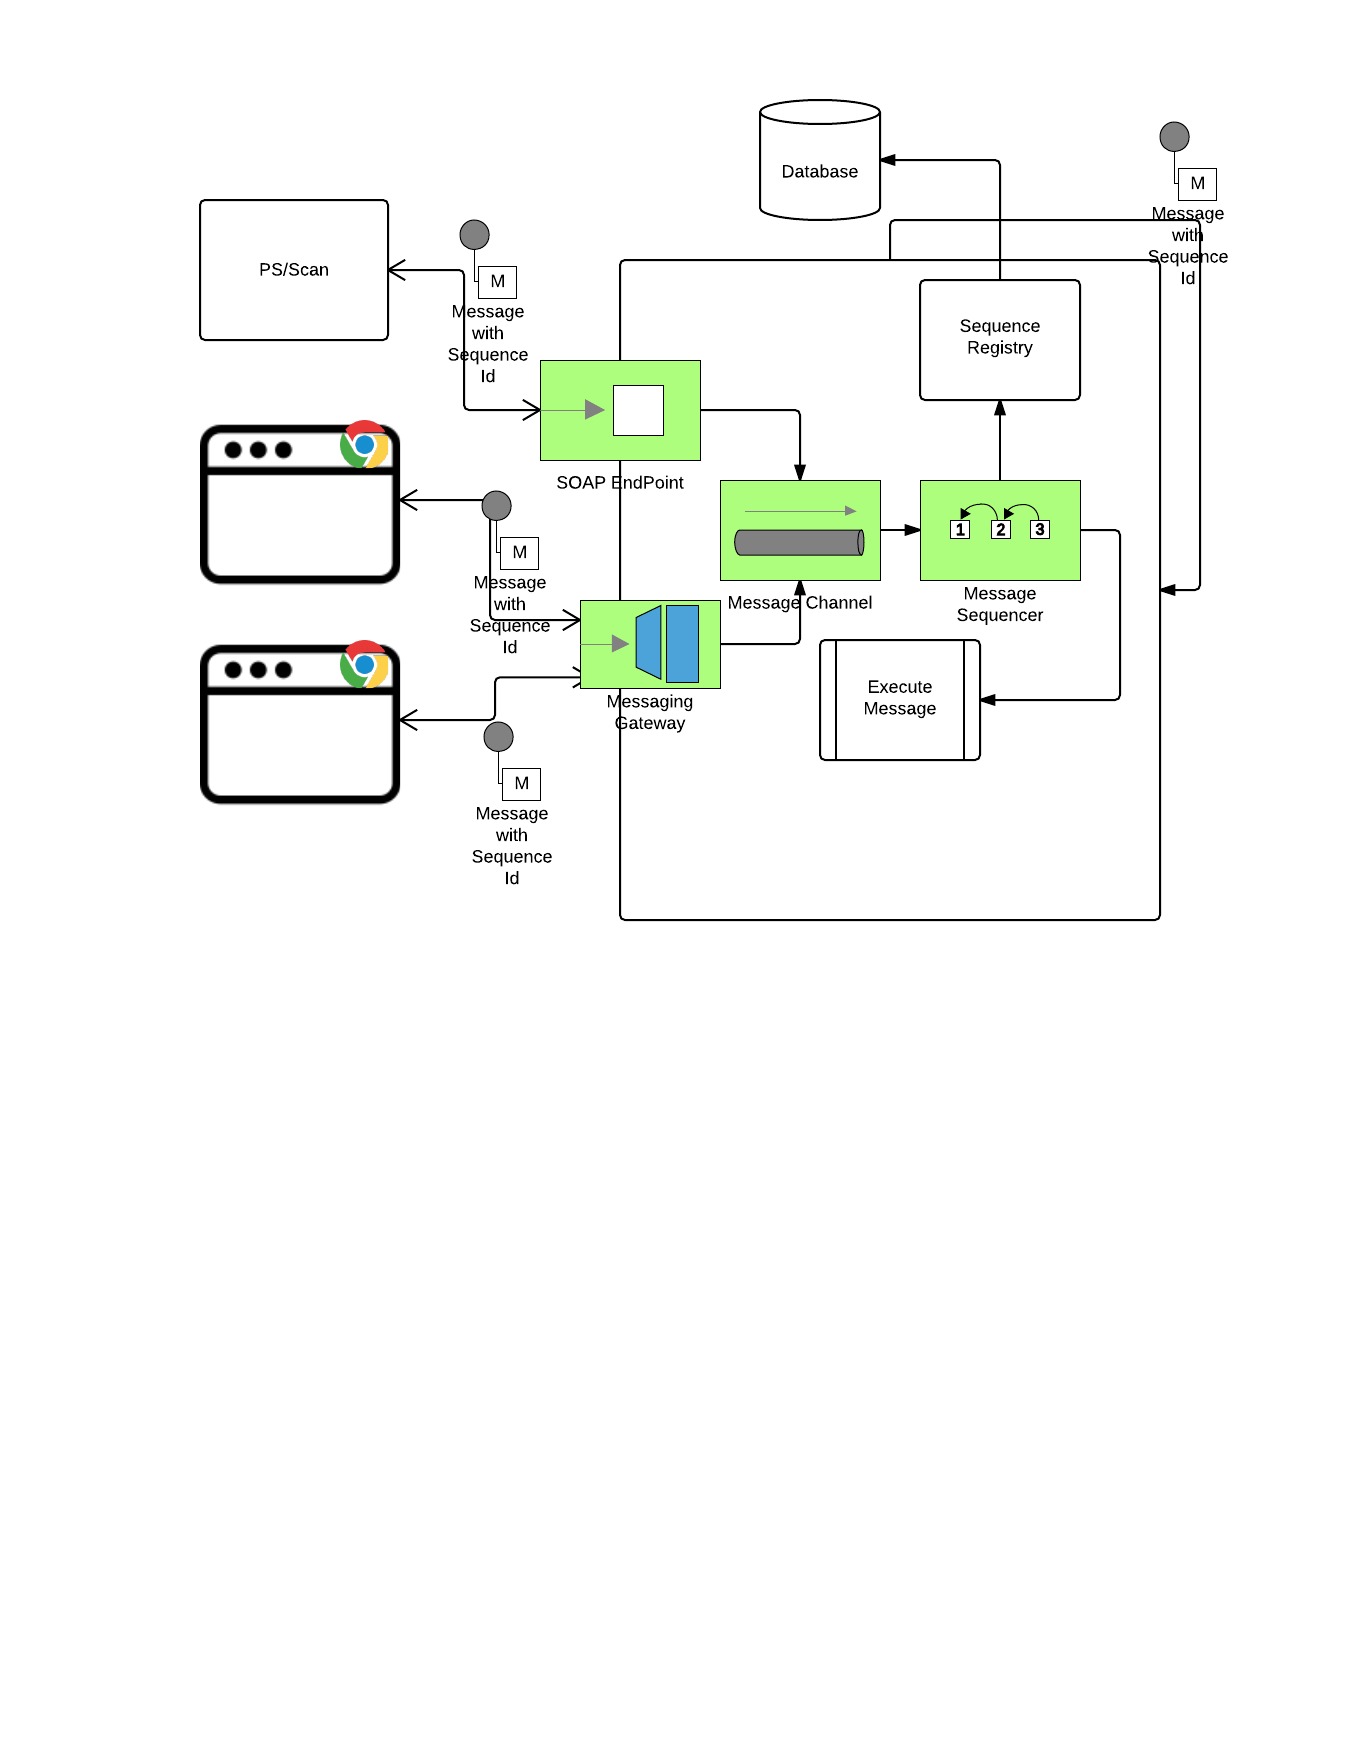 Database
M
Message
with
Sequence
Id
PS/Scan
M
Message
with
Sequence
Id
Sequence
Registry
SOAP EndPoint
1 2 3
M
Message
with
Sequence
Id
Message Channel
Message
Sequencer
Execute
Message
Messaging
Gateway
M
Message
with
Sequence
Id